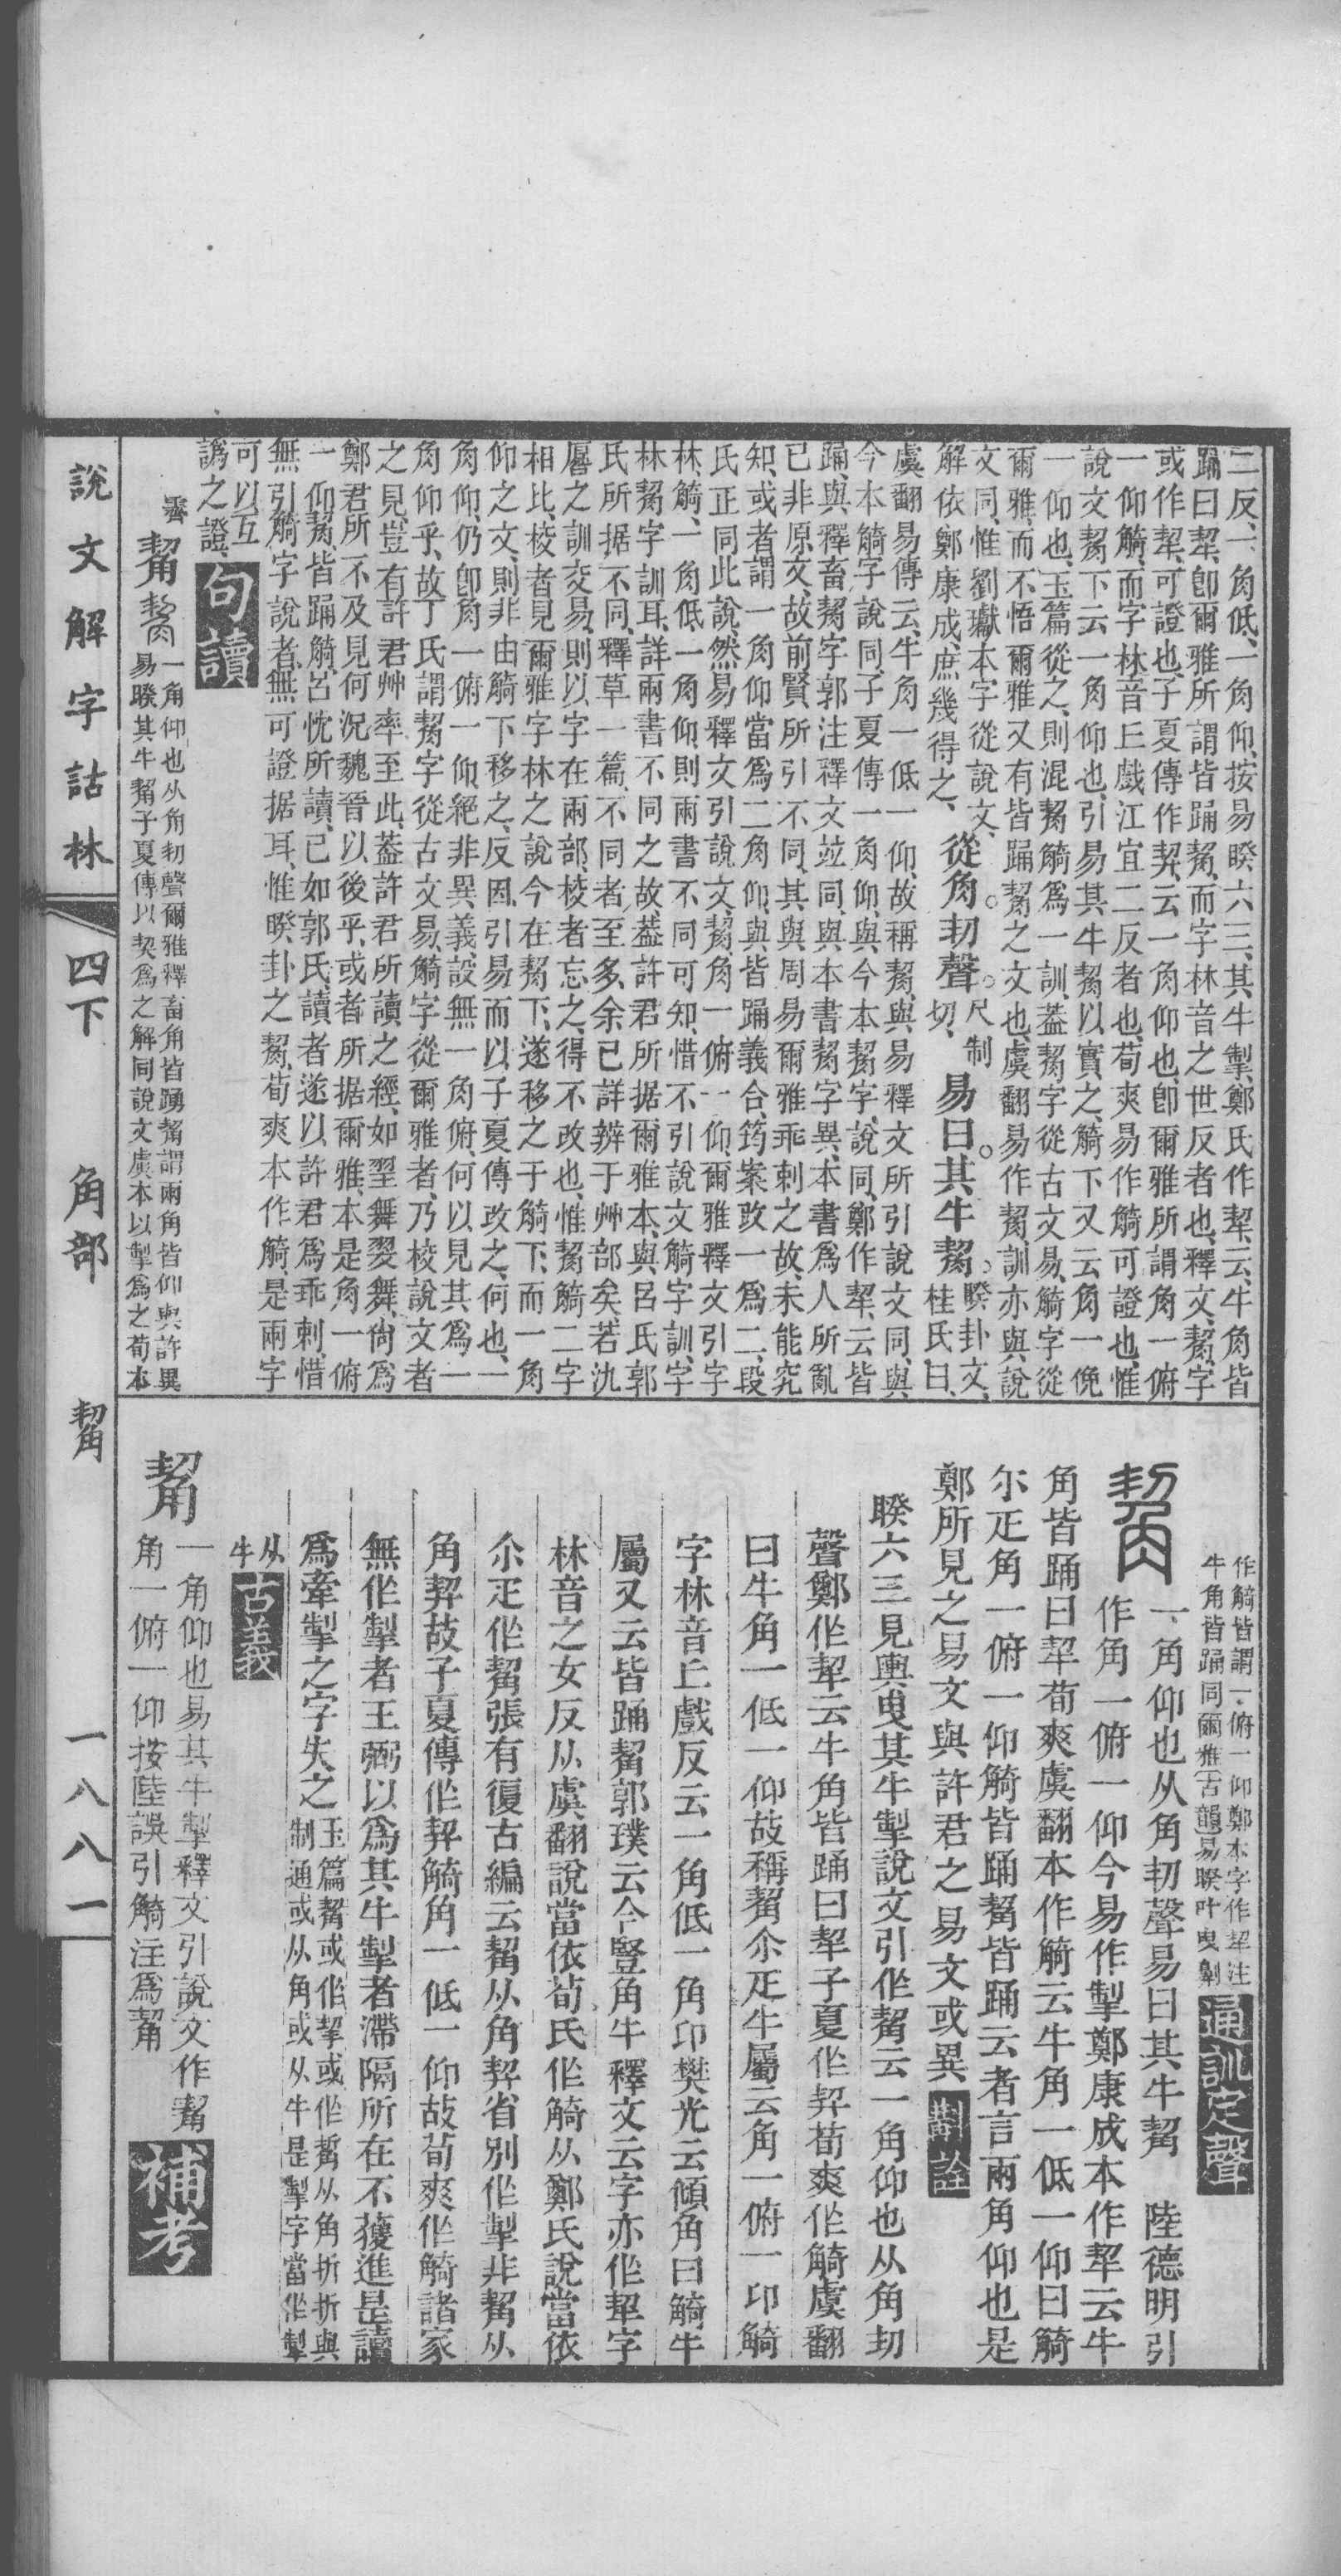 二反、一角低、一角仰、按易睽六三、其牛掣、鄭氏作挈、云、牛角皆
踊曰挈、卽爾雅所謂皆踊觢、而字林音之世反者也、釋文、觢、字
或作挈、可證也、子夏傳作契、云、一角仰也、卽爾雅所謂角一俯
一仰觭、而字林音丘戲江宜二反者也、荀爽易作觭可證也、惟
說文觢下云一角仰也、引易其牛觢以實之、觭下又云角一俛
一仰也、玉篇從之、則混觢觭爲一訓、葢觢字從古文易、觭字從
爾雅、而不悟爾雅又有皆踊觢之文也、虞翻易作觢、訓亦與說
文同、惟劉瓛本字從說文、
解依鄭康成、庶幾得之、從角㓞聲。尺制切、易曰其牛觢。睽卦文、桂氏曰、
虞翻易傳云、牛角一低一仰、故稱觢、與易釋文所引說文同、與
今本觭字說同、子夏傳一角仰、與今本觢字說同、鄭作挈、云皆
踊、與釋畜觢字郭注釋文竝同、與本書觢字異、本書爲人所亂
已非原文、故前賢所引不同、其與周易爾雅乖剌之故、未能究
知、或者謂一角仰當爲二角仰、與皆踊義合、筠案改一爲二、段
氏正同此說、然易釋文引說文、觢、角一俯一仰、爾雅釋文引字
林、觭、一角低、一角仰、則兩書不同可知、惜不引說文觭字訓、字
林觢字訓耳、詳兩書不同之故、葢許君所据爾雅本、與呂氏郭
氏所据不同、釋草一篇、不同者至多、余已詳辨于艸部矣、若氿
厬之訓交易、則以字在兩部、校者忘之、得不改也、惟觢觭二字
相比、校者見爾雅字林之說今在觢下、遂移之于觭下、而一角
仰之文、則非由觭下移之、反因引易而以子夏傳改之、何也、一
角仰、仍卽角一俯一仰、絕非異義、設無一角俯、何以見其爲一
角仰乎、故丁氏謂觢字從古文易、觭字從爾雅者、乃校說文者
之見、豈有許君艸率至此、葢許君所讀之經、如翌舞翜舞、尙爲
鄭君所不及見、何況魏晉以後乎、或者所据爾雅、本是角一俯
一仰觢、皆踊觭、呂忱所讀、已如郭氏讀者、遂以許君爲乖剌、惜
無引觭字說者、無可證据耳、惟睽卦之觢、荀爽本作觭、是兩字
可以互
譌之證、句讀
觢觢一角仰也从角㓞聲爾雅釋畜角皆踴觢謂兩角皆仰與許異
易睽其牛觢子夏傳以契爲之解同說文虞本以掣爲之荀本
作觭皆謂一俯一仰鄭本字作挈注
牛角皆踊同爾雅古韻易睽叶曳劓通訓定聲
觢一角仰也从角㓞聲易曰其牛觢　陸德明引
作角一俯一仰今易作掣鄭康成本作挈云牛
角皆踊曰挈荀爽虞翻本作觭云牛角一低一仰曰觭
尒疋角一俯一仰觭皆踊觢皆踊云者言兩角仰也是
鄭所見之易文與許君之易文或異斠詮
睽六三見輿曳其牛掣說文引作觢云一角仰也从角㓞
聲鄭作挈云牛角皆踊曰挈子夏作契荀爽作觭虞翻
曰牛角一低一仰故稱觢尒疋牛屬云角一俯一卬觭
字林音丘戲反云一角低一角卬樊光云傾角曰觭牛
屬又云皆踊觢郭璞云今豎角牛釋文云字亦作挈字
林音之女反从虞翻說當依荀氏作觭从鄭氏說當依
尒疋作觢張有復古編云觢从角契省別作掣非觢从
角契故子夏傳作契觭角一低一仰故荀爽作觭諸家
無作掣者王弼以爲其牛掣者滯隔所在不獲進是讀
爲牽掣之字失之玉篇觢或作挈或作㸷从角折折與
制通或从角或从牛是掣字當作㸷
从牛古義
觢一角仰也易其牛掣釋文引說文作觢
角一俯一仰按陸誤引觭注爲觢補考
說文解字詁林　四下　角部　觢　一八八一